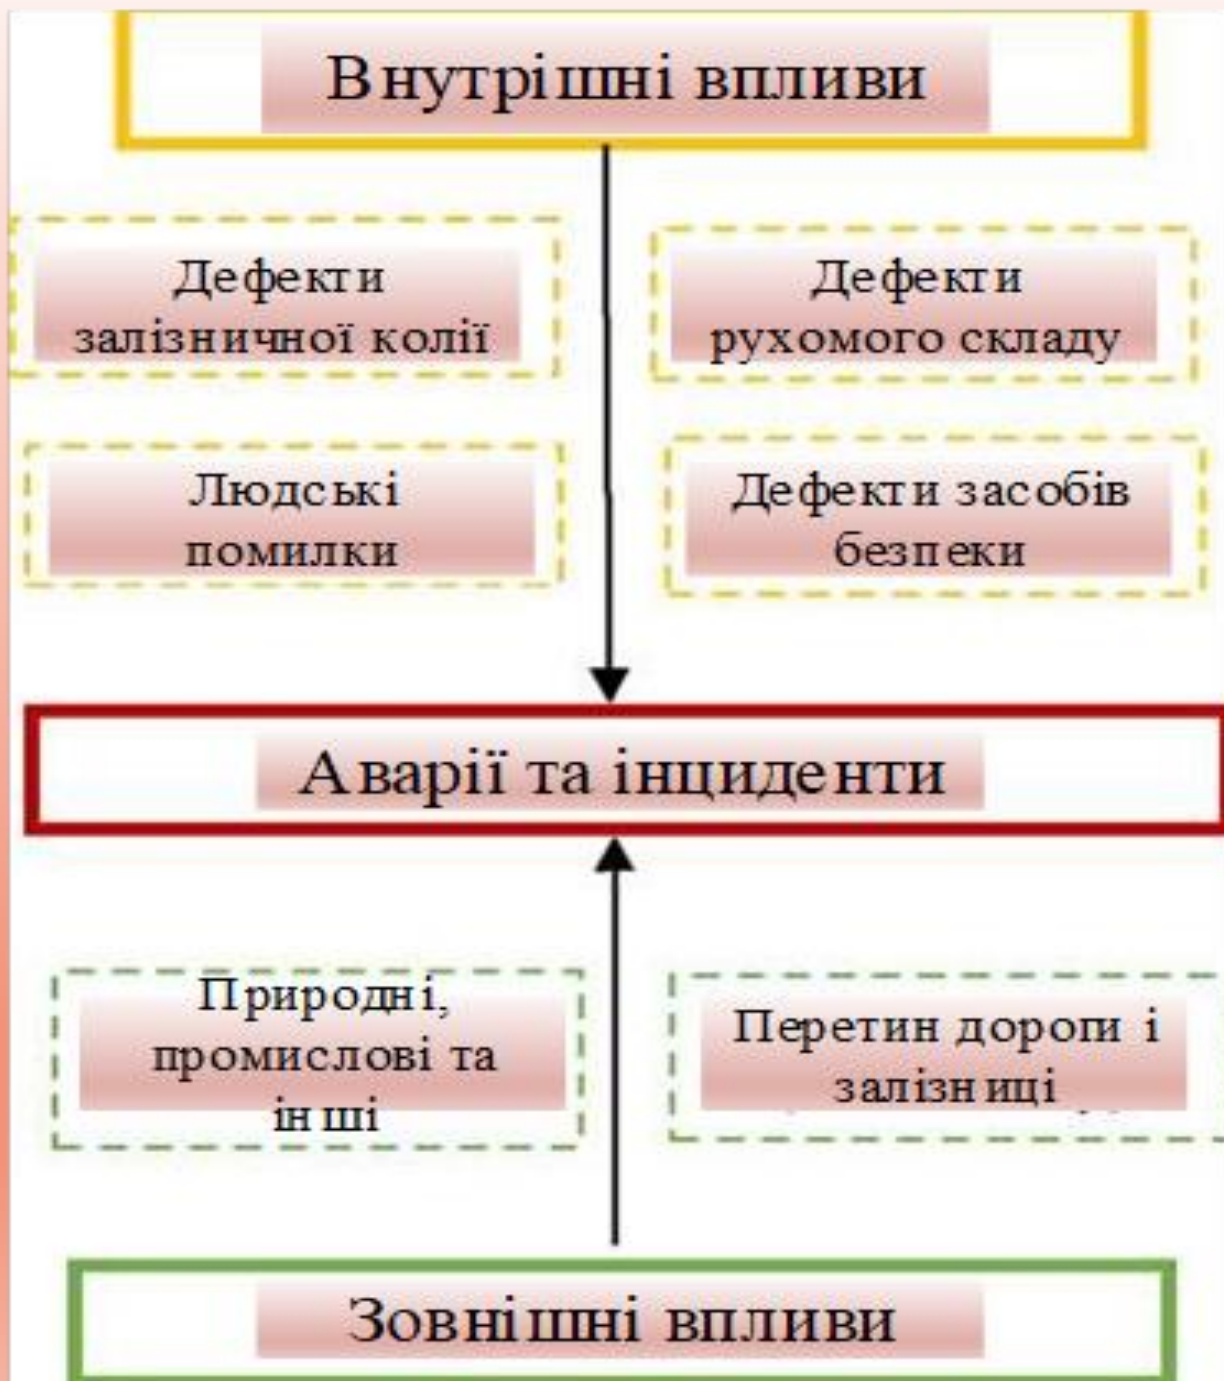 Внутрішні впливи
Дефекти
залізничної колії
Дефекти
рухомого складу
Людські
помилки
Дефекти засобів
безпеки
Аварії та інциденти
Природні,
промислові та
інші
Перетин дороги і
залізниці
Зовнішні впливи